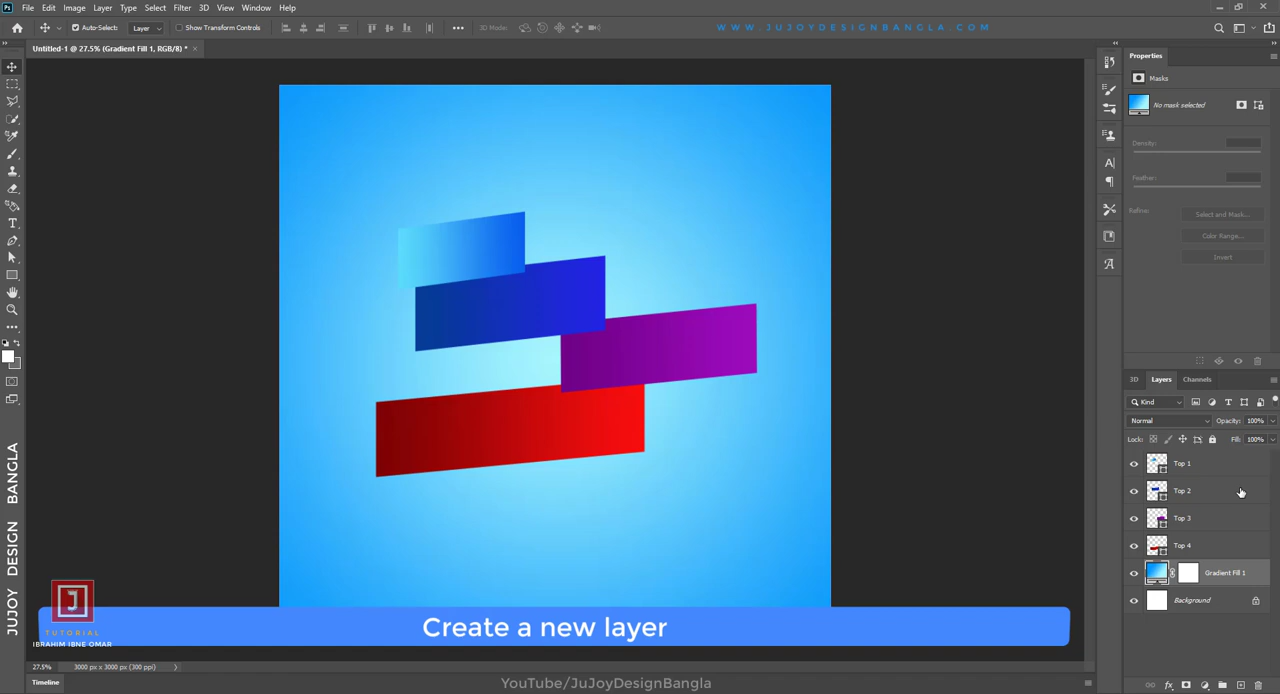 Ps File Edit Image Layer Type Select Filter 3D View Window Help
Auto-Select: Layer Show Transform Controls 3D Mode: WWW.JUJOYDESIGNBANGLA.COM
Untitled-1 @ 27.5% (Gradient Fill 1, RGB/8) * ×
Properties
Masks
No mask selected
Density:
Feather:
Refine: Select and Mask...
Color Range...
Invert
3D Layers Channels
Kind
Normal Opacity: 100%
Lock: Fill: 100%
Top 1
Top 2
Top 3
Top 4
Gradient Fill 1
Background
JUJOY DESIGN BANGLA
J
TUTORIAL
IBRAHIM IBNE OMAR
Create a new layer
27.5% 3000 px x 3000 px (300 ppi)
Timeline
YouTube/JuJoyDesignBangla